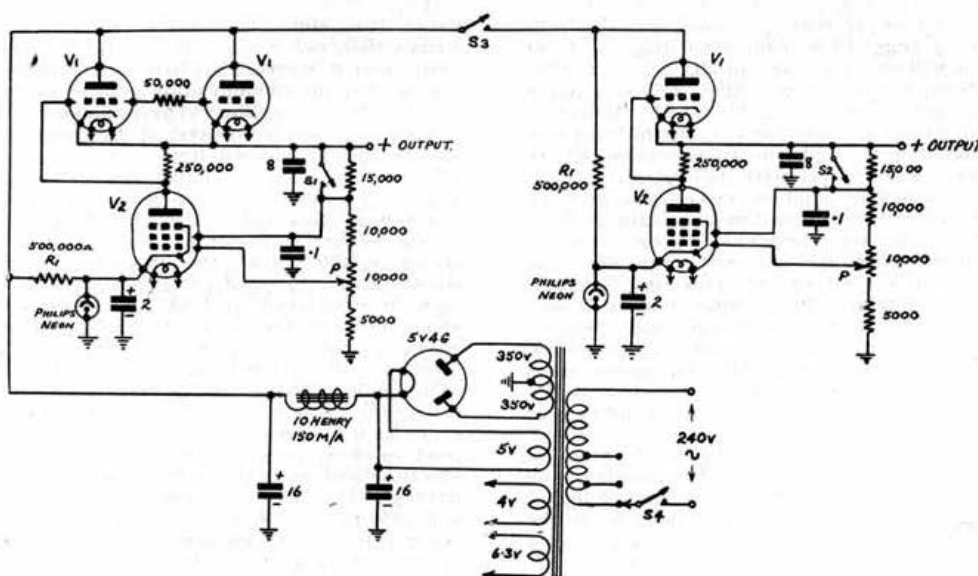 S3
V1
50,000
V1
V1
+ OUTPUT.
250,000
8
S1
15,000
V2
10,000
.1
500,000Ω
R1
P
10,000
PHILIPS
NEON
+
2
-
5000
R1
500,000
250,000
8
S2
+ OUTPUT
15,000
V2
10,000
.1
P
10,000
PHILIPS
NEON
+
2
-
5000
5V4G
350V
350V
10 HENRY
150 M/A
5V
240V
~
+
16
-
+
16
-
4V
S4
6.3V